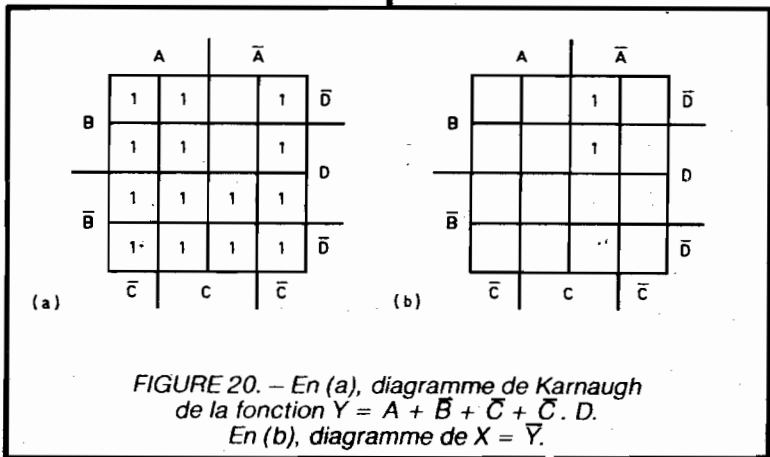 A Ā A Ā
1 1 1 D̄ 1 D̄
B B
1 1 1 1
D D
1 1 1 1
B̄ B̄
1 1 1 1 D̄ D̄
(a) C̄ C C̄ (b) C̄ C C̄
FIGURE 20. – En (a), diagramme de Karnaugh
de la fonction Y = A + B̄ + C̄ + C̄ . D.
En (b), diagramme de X = Ȳ.